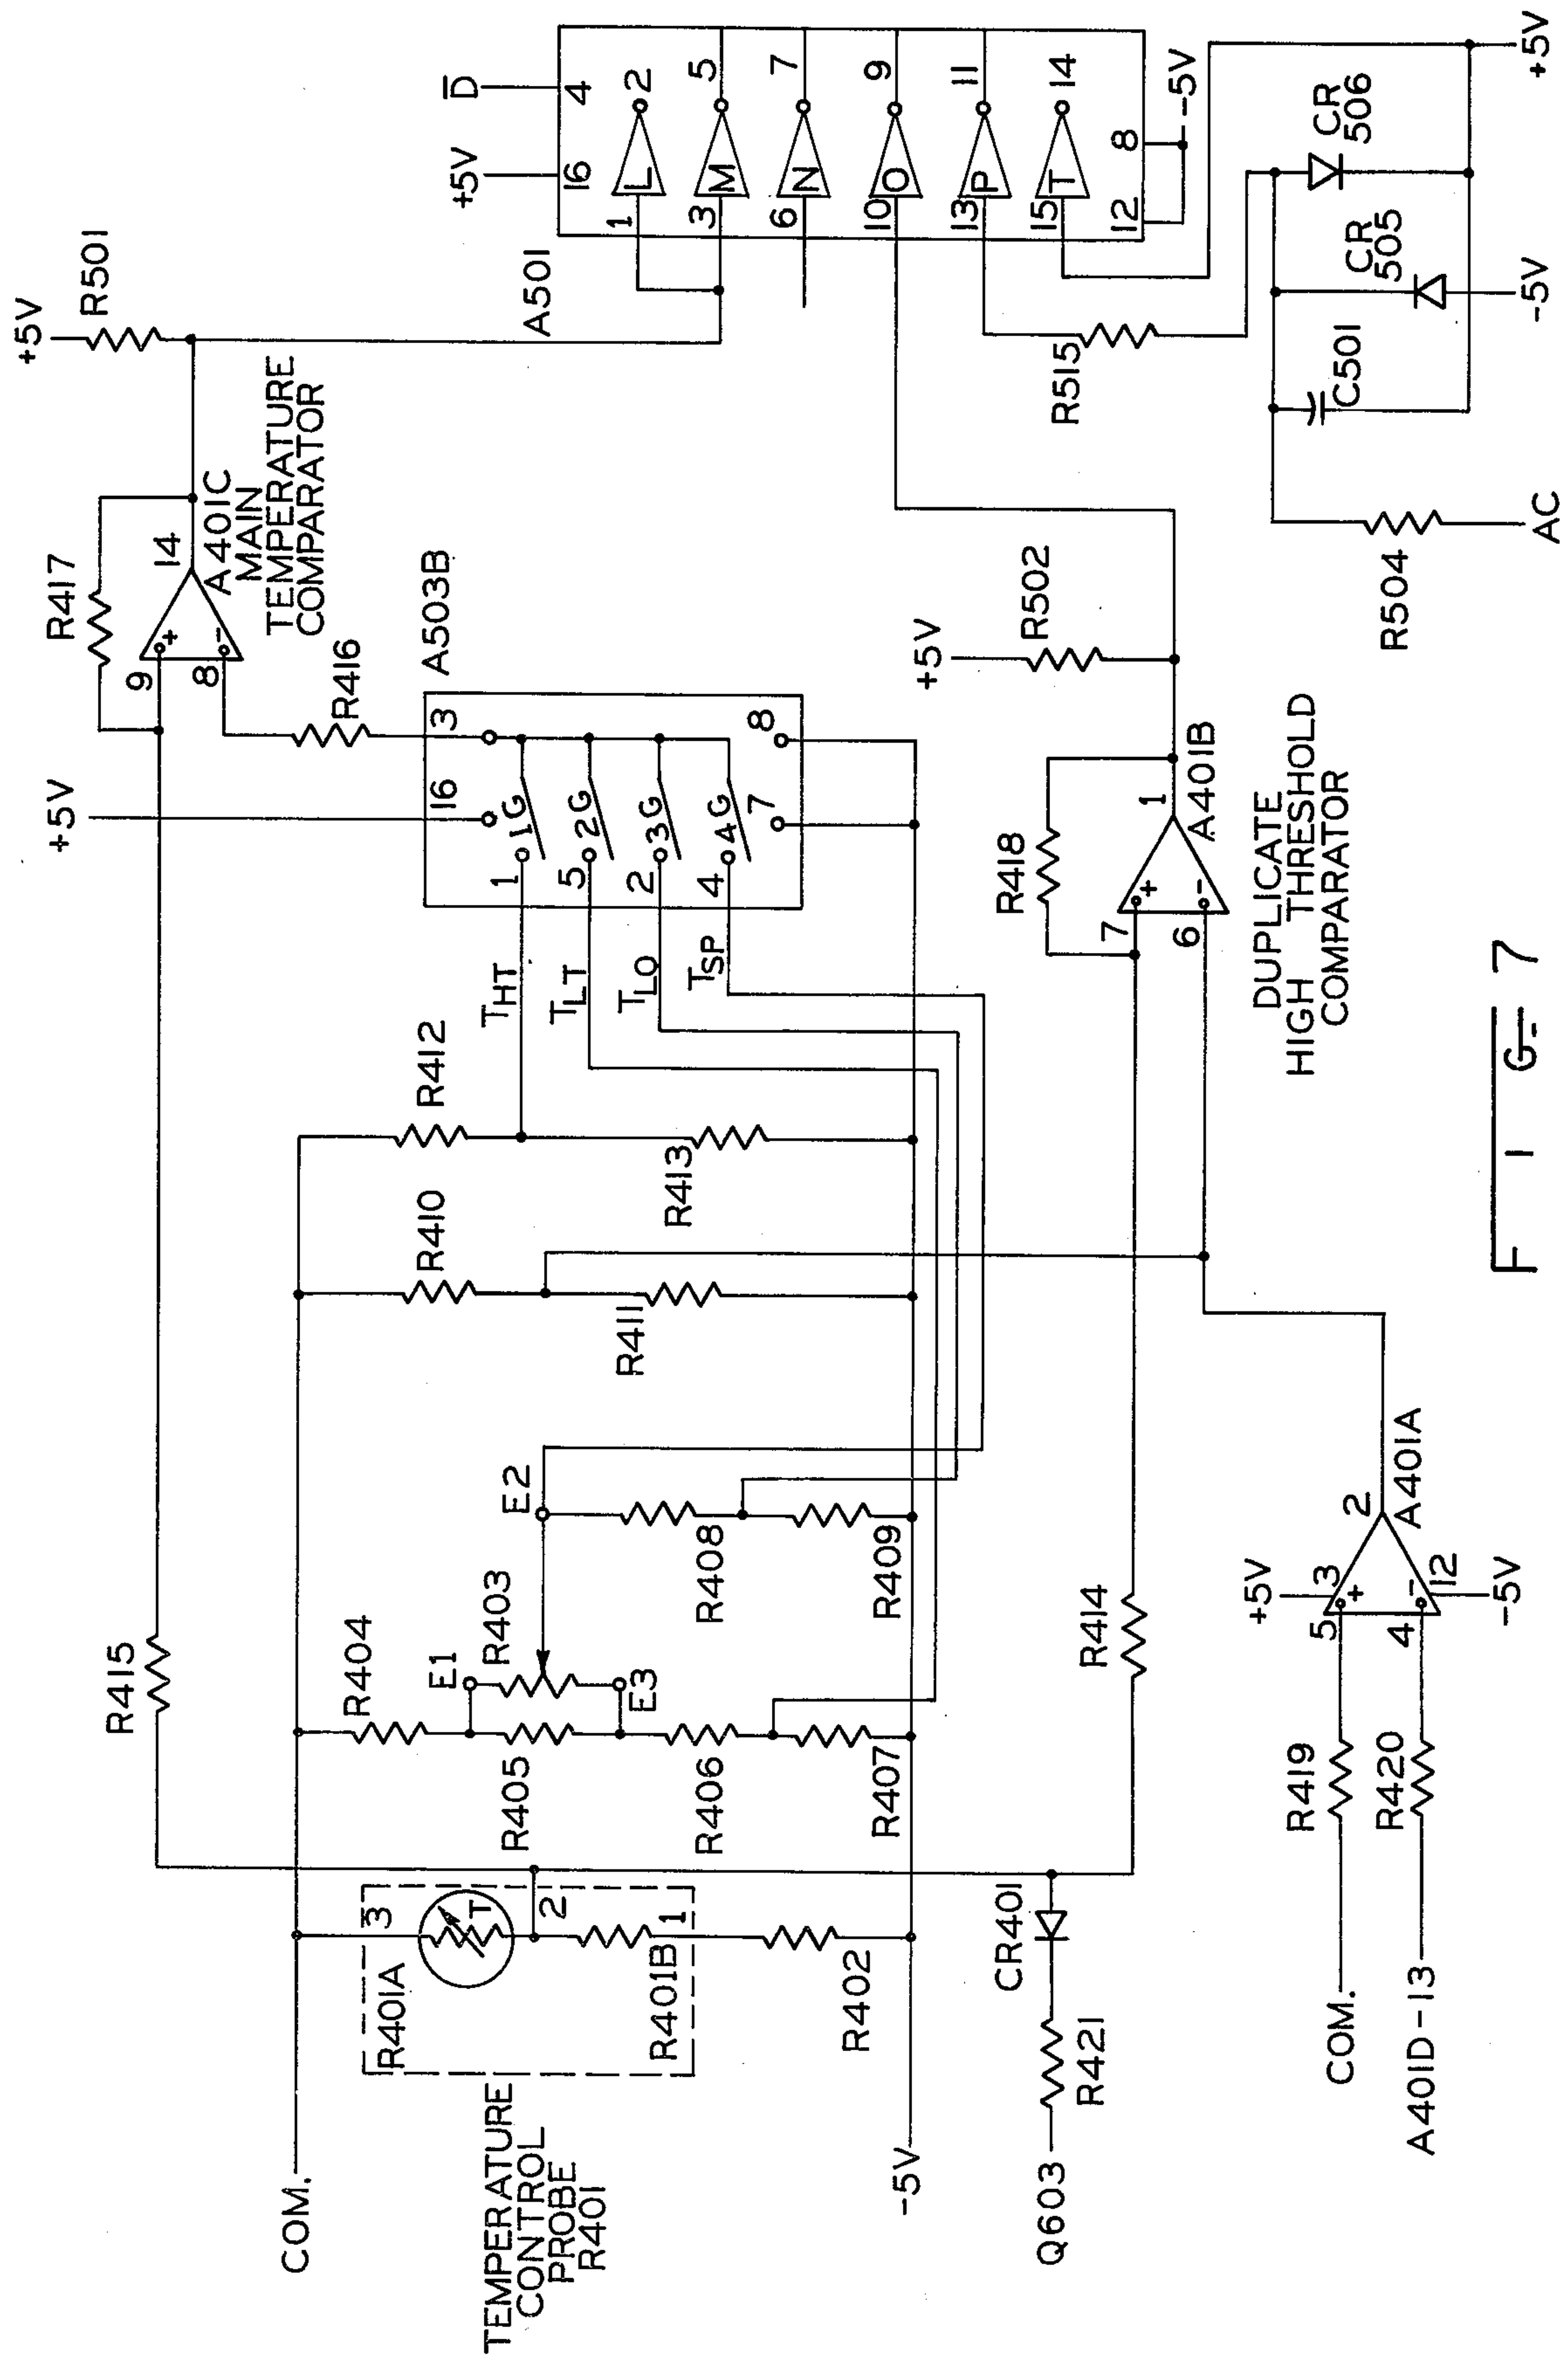 +5V
R501
R417
14
A401C
MAIN
TEMPERATURE
COMPARATOR
9
+
8
-
R416
R415
+5V
A503B
16
3
1G
2G
3G
4G
1
5
2
4
7
8
THT
TLT
TLO
TSP
R412
R413
R410
R411
E2
R408
R409
R404
E1
R403
E3
R405
R406
R407
COM.
3
T
2
1
R401A
R401B
TEMPERATURE
CONTROL
PROBE
R401
R402
-5V
A501
+5V
D̅
16
4
1
L
2
3
M
5
6
N
7
10
O
9
13
P
11
15
T
14
12
8
-5V
R515
CR
506
CR
505
C501
+5V
-5V
R504
AC
+5V
R502
R418
1
A401B
7
+
6
-
DUPLICATE
HIGH THRESHOLD
COMPARATOR
R414
CR401
R421
Q603
+5V
3
2
A401A
5
+
4
-
12
-5V
R419
R420
COM.
A401D-13
FIG-7